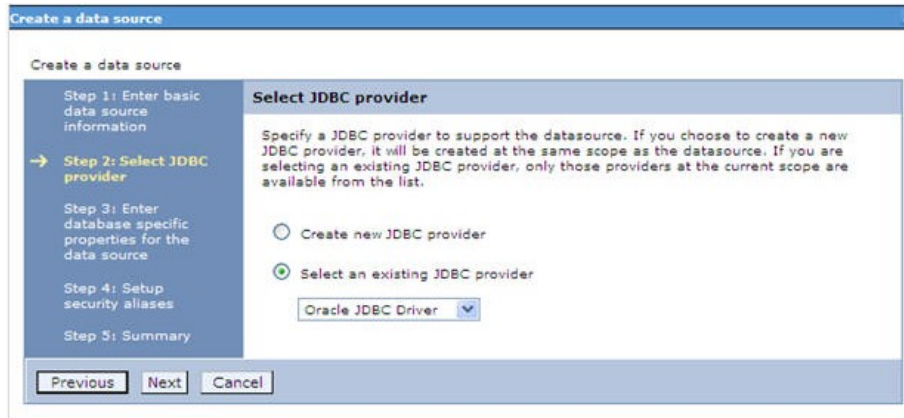 Create a data source
Create a data source
Step 1: Enter basic
data source
information
→ Step 2: Select JDBC
provider
Step 3: Enter
database specific
properties for the
data source
Step 4: Setup
security aliases
Step 5: Summary
Select JDBC provider
Specify a JDBC provider to support the datasource. If you choose to create a new
JDBC provider, it will be created at the same scope as the datasource. If you are
selecting an existing JDBC provider, only those providers at the current scope are
available from the list.
Create new JDBC provider
Select an existing JDBC provider
Oracle JDBC Driver
Previous Next Cancel